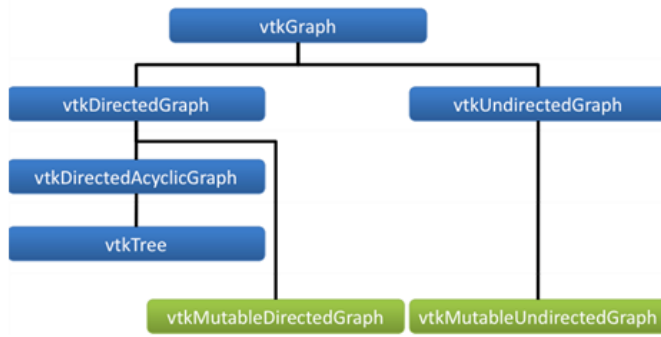 vtkGraph
vtkDirectedGraph
vtkUndirectedGraph
vtkDirectedAcyclicGraph
vtkTree
vtkMutableDirectedGraph
vtkMutableUndirectedGraph